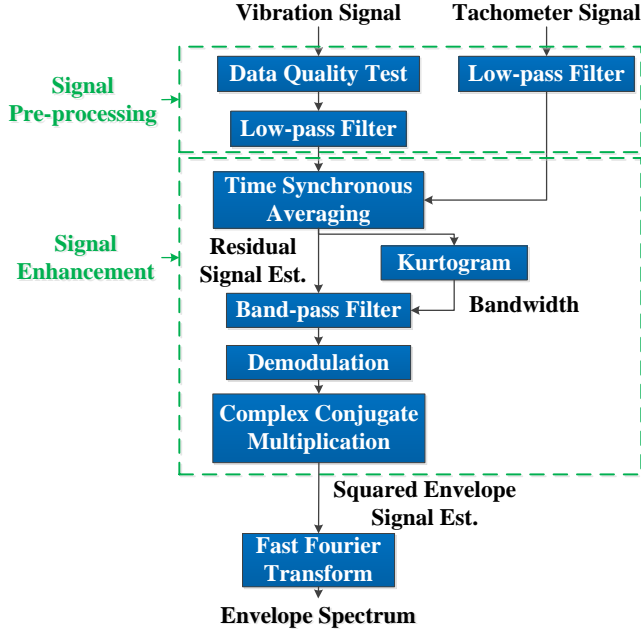 Vibration Signal
Tachometer Signal
Signal
Pre-processing
Data Quality Test
Low-pass Filter
Low-pass Filter
Signal
Enhancement
Time Synchronous
Averaging
Residual
Signal Est.
Kurtogram
Bandwidth
Band-pass Filter
Demodulation
Complex Conjugate
Multiplication
Squared Envelope
Signal Est.
Fast Fourier
Transform
Envelope Spectrum